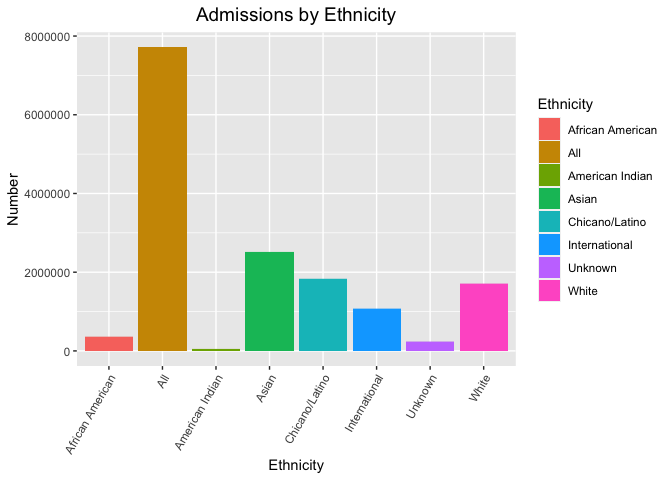 Admissions by Ethnicity
8000000
6000000
4000000
2000000
0
Number
African American
All
American Indian
Asian
Chicano/Latino
International
Unknown
White
Ethnicity
Ethnicity
African American
All
American Indian
Asian
Chicano/Latino
International
Unknown
White